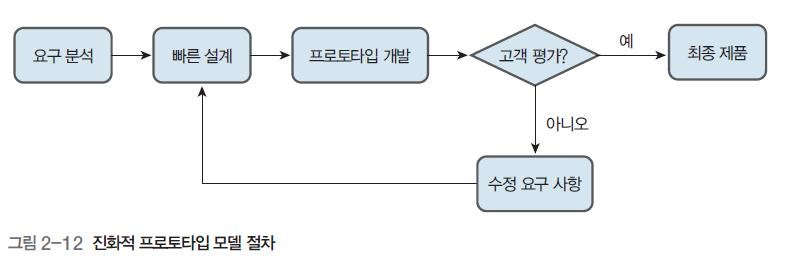 요구 분석
빠른 설계
프로토타입 개발
고객 평가?
예
최종 제품
아니오
수정 요구 사항
그림 2-12 진화적 프로토타입 모델 절차